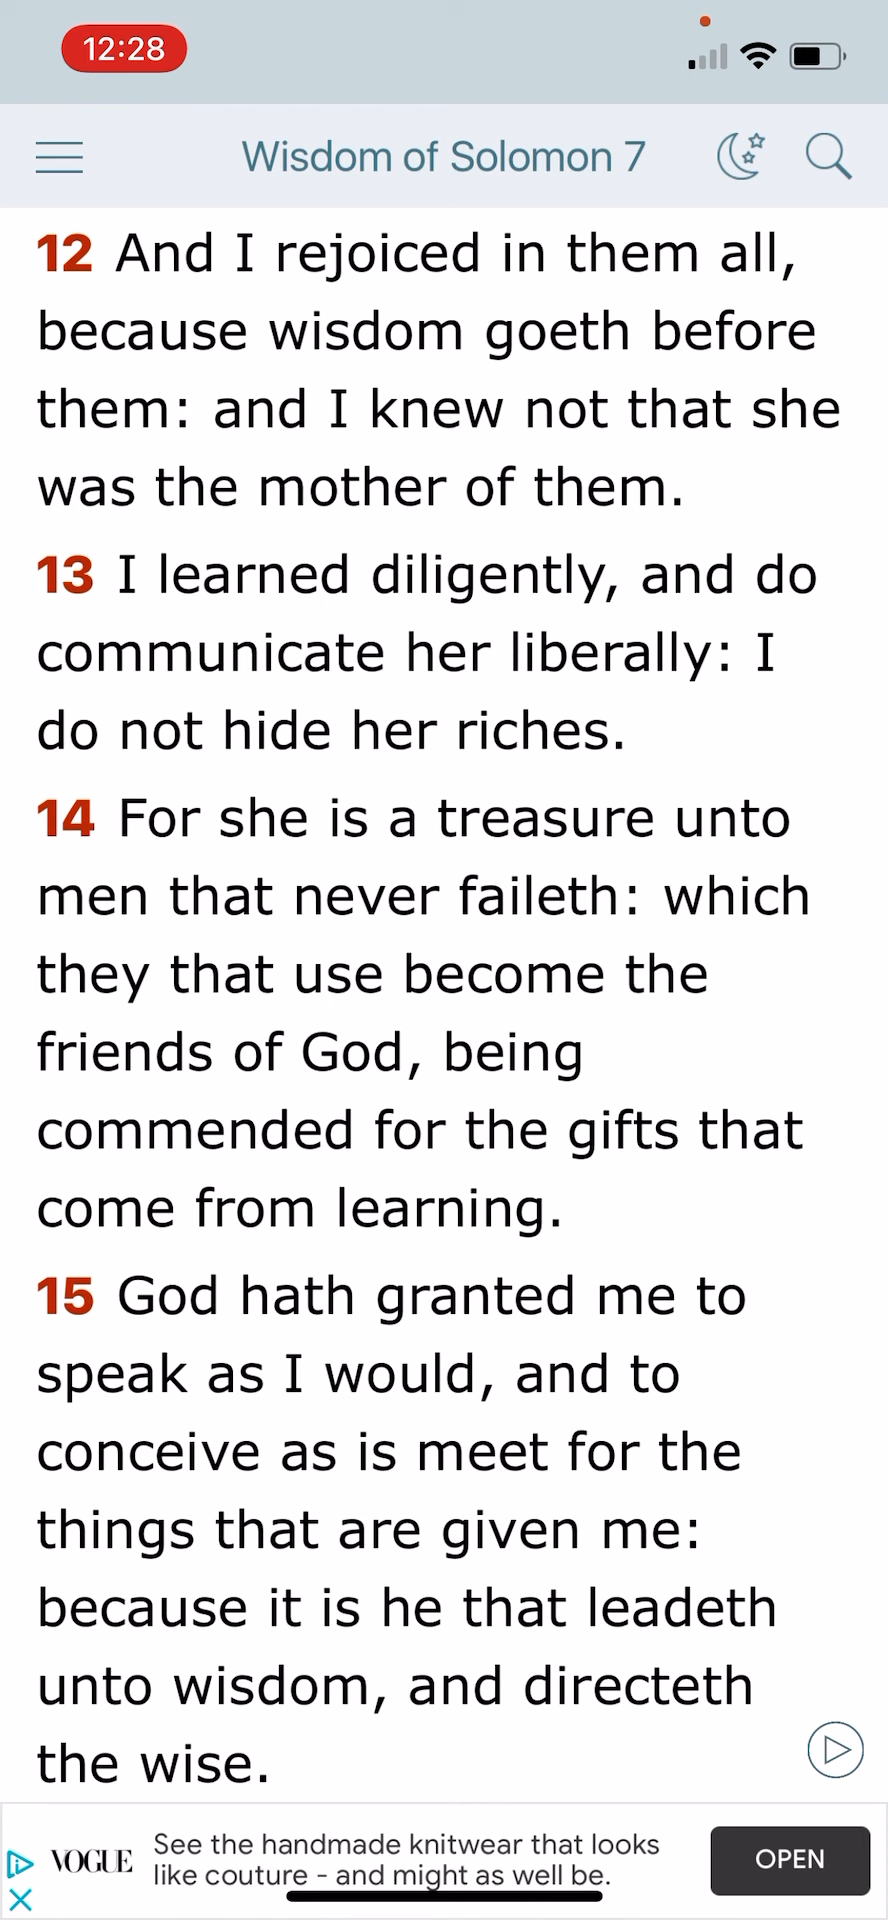 12:28
Wisdom of Solomon 7
12 And I rejoiced in them all,
because wisdom goeth before
them: and I knew not that she
was the mother of them.
13 I learned diligently, and do
communicate her liberally: I
do not hide her riches.
14 For she is a treasure unto
men that never faileth: which
they that use become the
friends of God, being
commended for the gifts that
come from learning.
15 God hath granted me to
speak as I would, and to
conceive as is meet for the
things that are given me:
because it is he that leadeth
unto wisdom, and directeth
the wise.
VOGUE
See the handmade knitwear that looks
like couture - and might as well be.
OPEN